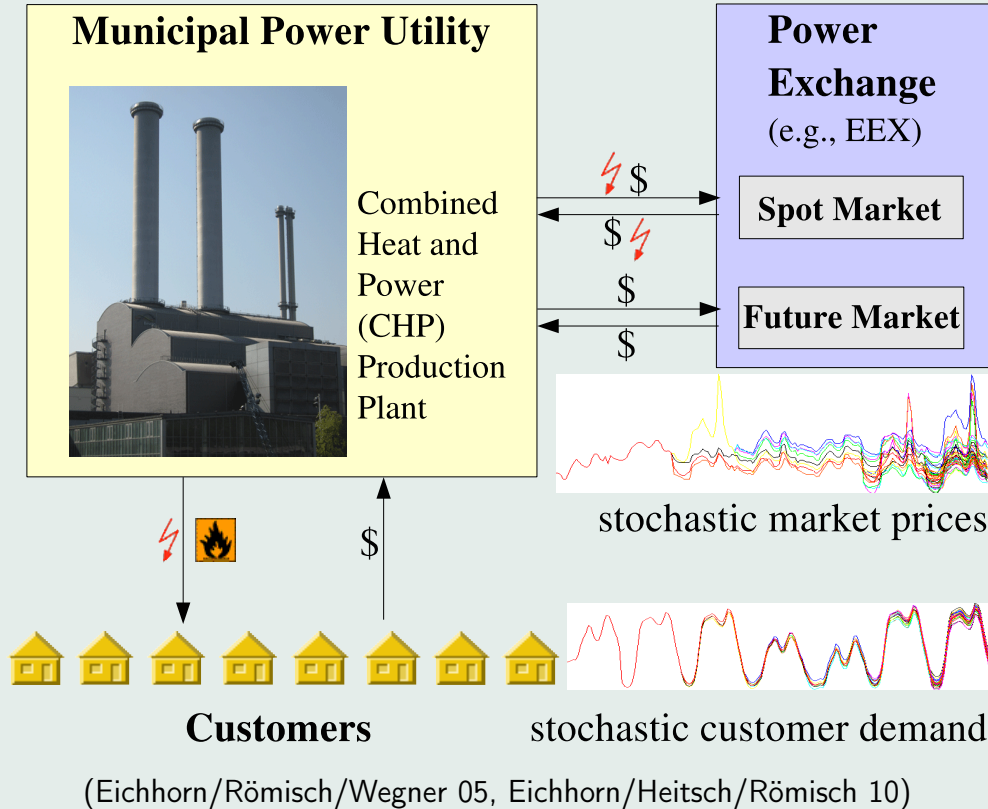 Municipal Power Utility
Combined
Heat and
Power
(CHP)
Production
Plant
Power
Exchange
(e.g., EEX)
$
Spot Market
$
$
Future Market
$
stochastic market prices
$
Customers
stochastic customer demand
(Eichhorn/Römisch/Wegner 05, Eichhorn/Heitsch/Römisch 10)